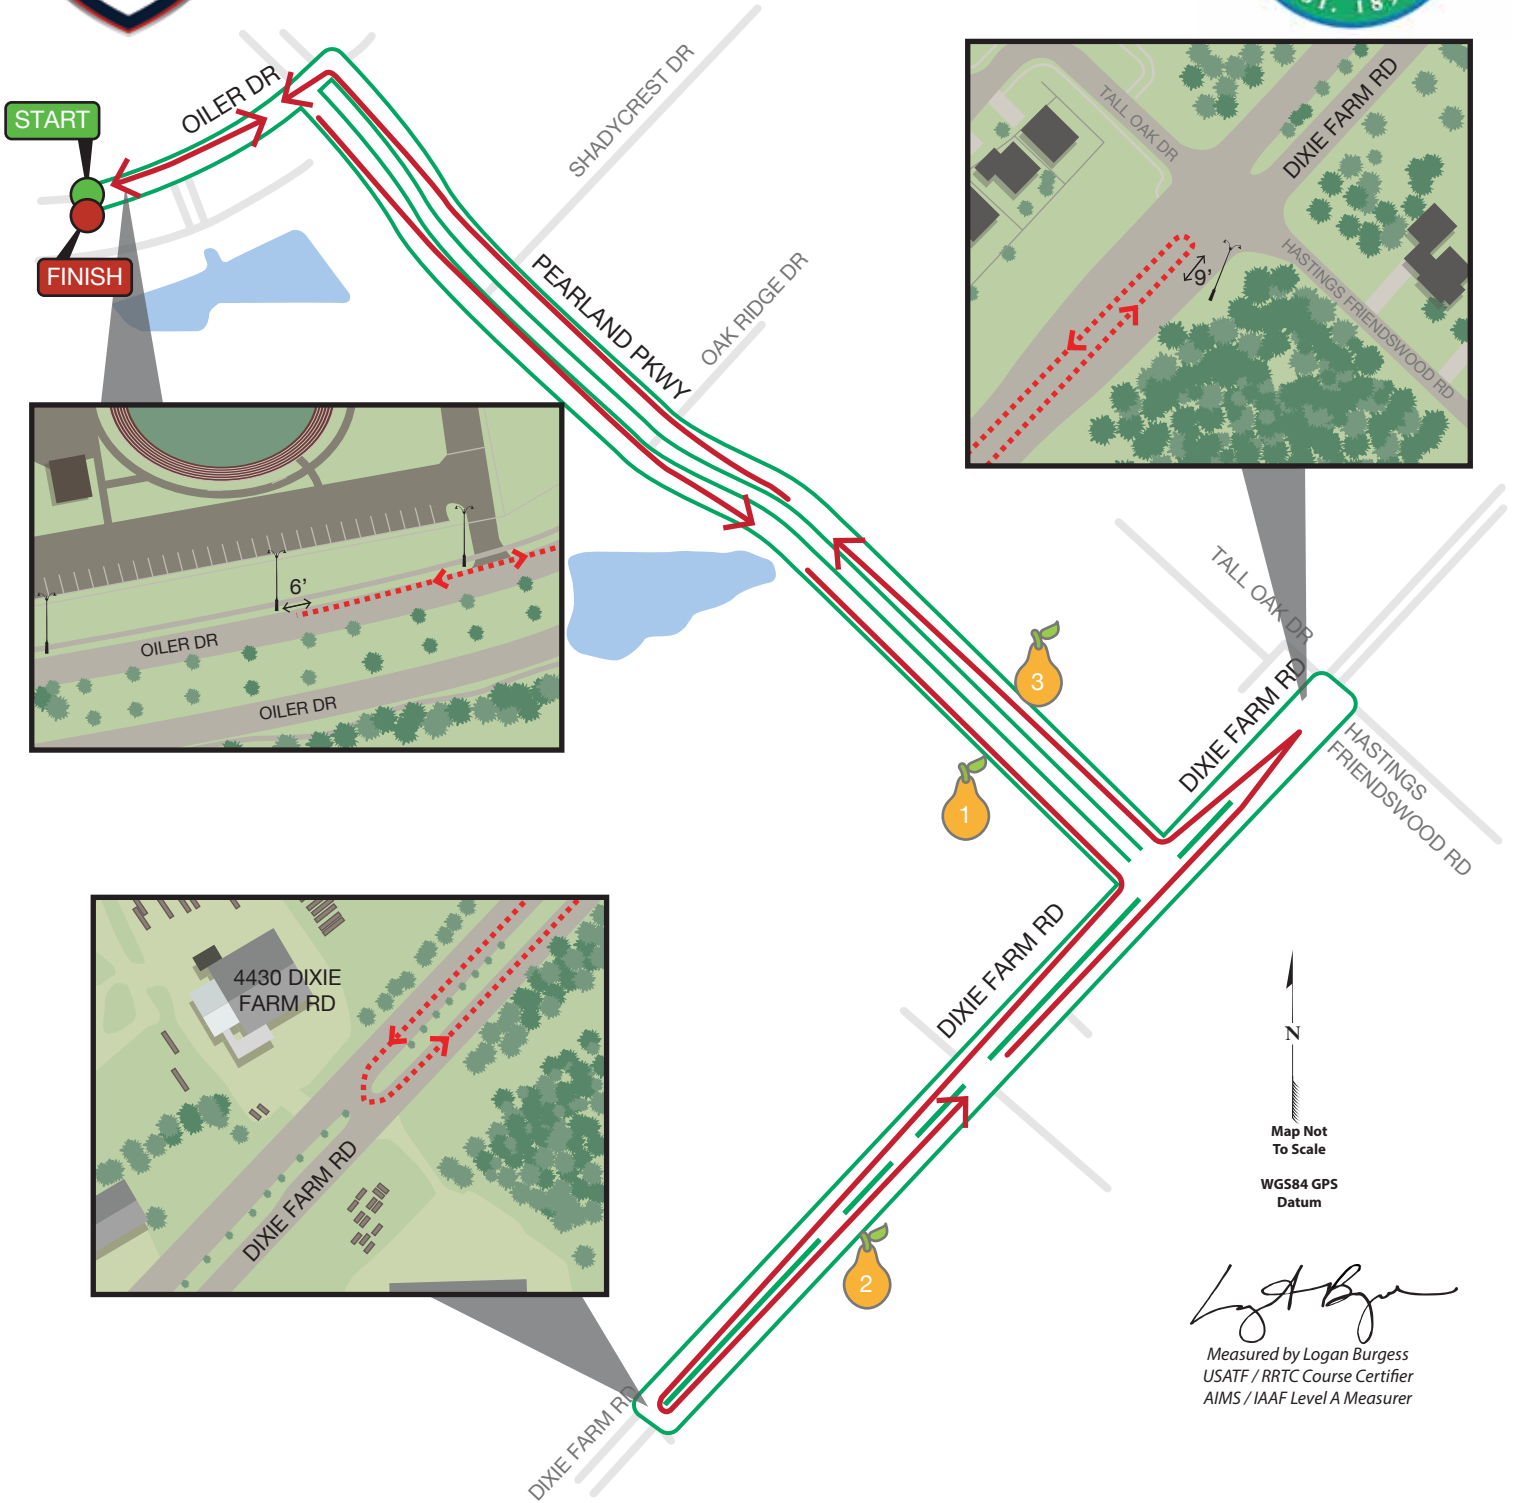 OILER DR
START
FINISH
SHADYCREST DR
PEARLAND PKWY
OAK RIDGE DR
TALL OAK DR
DIXIE FARM RD
9'
HASTINGS FRIENDSWOOD RD
6'
OILER DR
OILER DR
TALL OAK DR
DIXIE FARM RD
HASTINGS
FRIENDSWOOD RD
3
1
DIXIE FARM RD
4430 DIXIE
FARM RD
DIXIE FARM RD
2
DIXIE FARM RD
N
Map Not
To Scale
WGS84 GPS
Datum
Measured by Logan Burgess
USATF / RRTC Course Certifier
AIMS / IAAF Level A Measurer